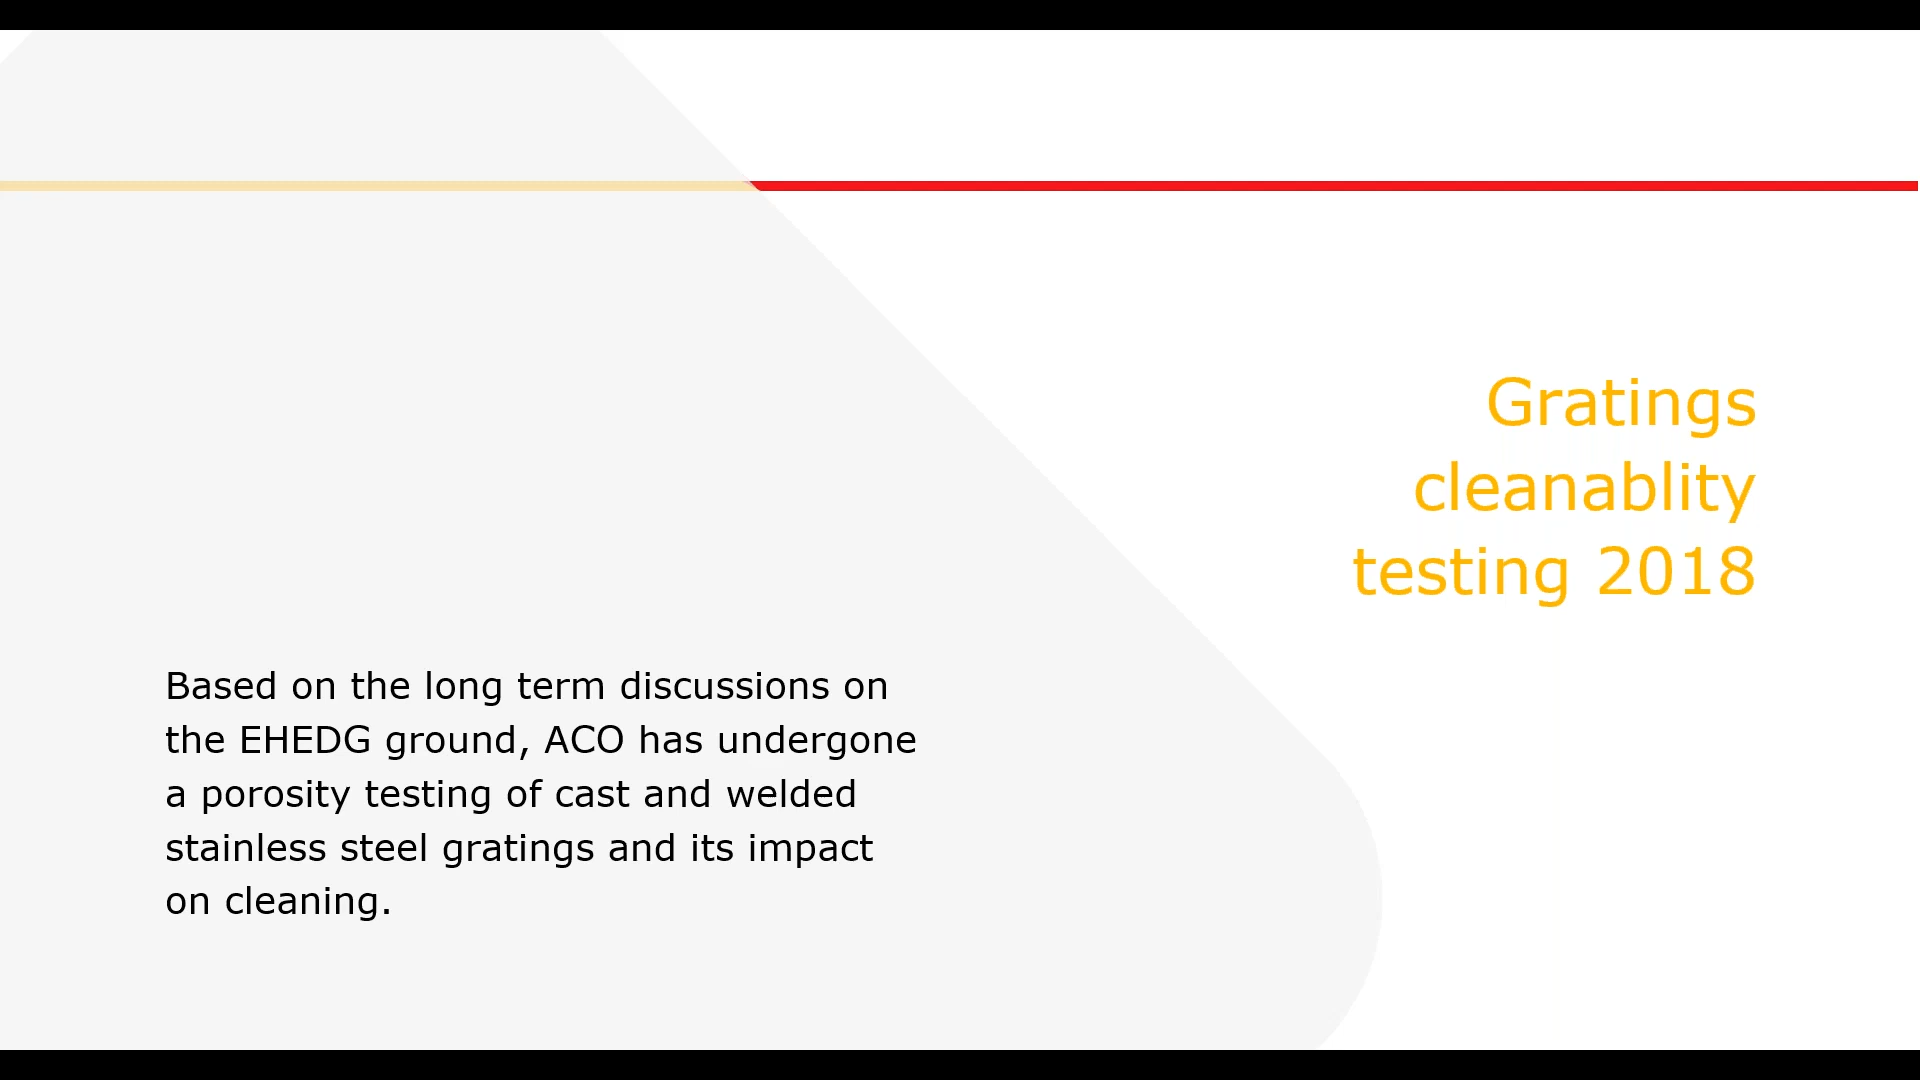 Gratings
cleanablity
testing 2018
Based on the long term discussions on
the EHEDG ground, ACO has undergone
a porosity testing of cast and welded
stainless steel gratings and its impact
on cleaning.